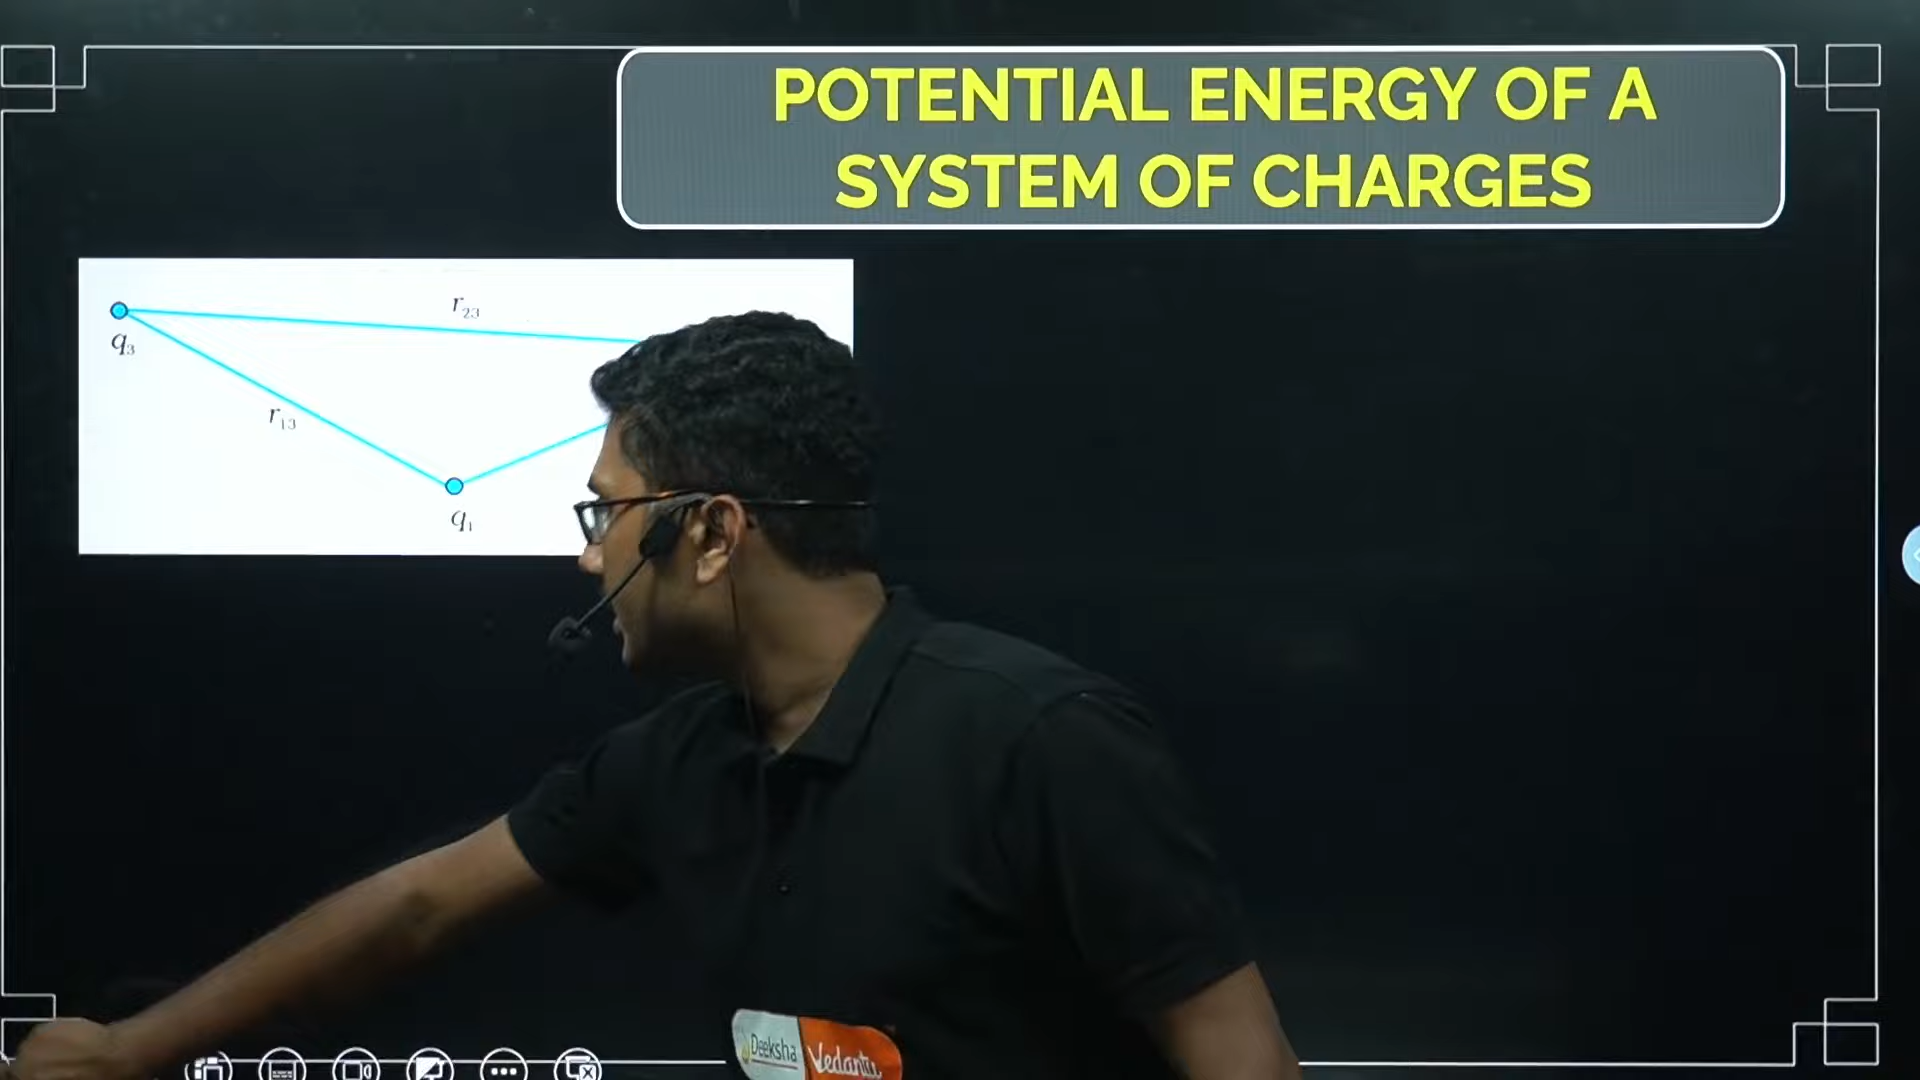 POTENTIAL ENERGY OF A
SYSTEM OF CHARGES
r₂₃
q₃
r₁₃
q₁
Deeksha
Vedantu